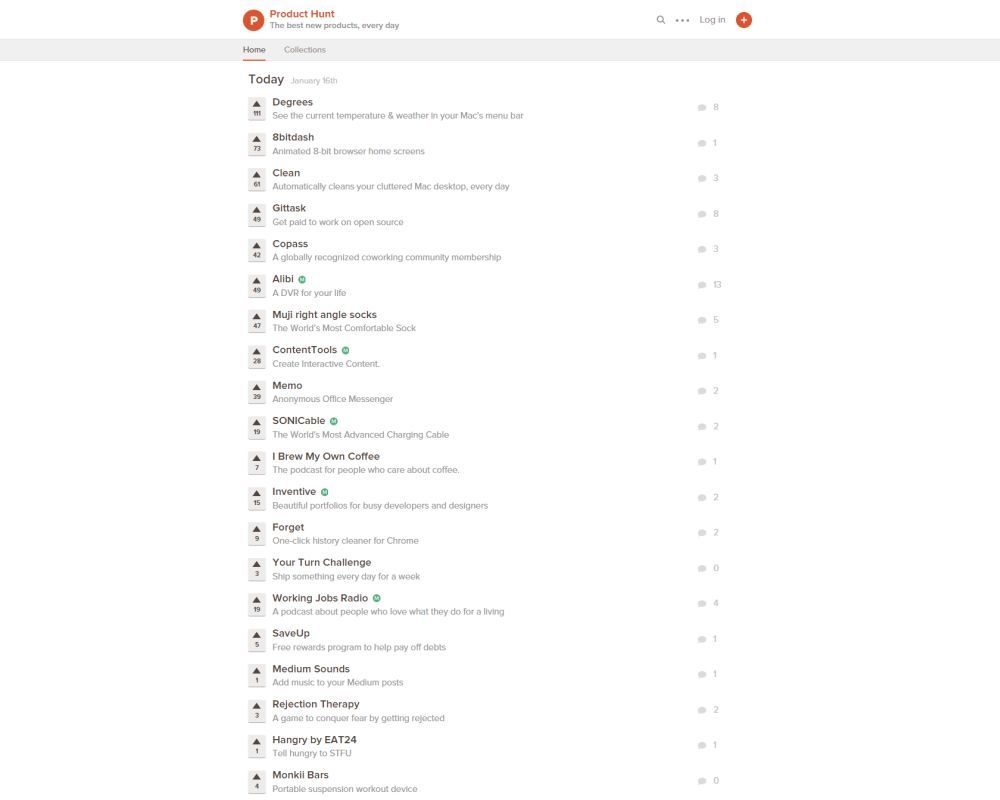 P
Product Hunt
The best new products, every day
Log in
+
Home Collections
Today January 16th
111 Degrees 8
See the current temperature & weather in your Mac's menu bar
73 8bitdash 1
Animated 8-bit browser home screens
61 Clean 3
Automatically cleans your cluttered Mac desktop, every day
49 Gittask 8
Get paid to work on open source
42 Copass 3
A globally recognized coworking community membership
49 Alibi M 13
A DVR for your life
47 Muji right angle socks 5
The World's Most Comfortable Sock
28 ContentTools M 1
Create Interactive Content.
39 Memo 2
Anonymous Office Messenger
19 SONICable M 2
The World's Most Advanced Charging Cable
7 I Brew My Own Coffee 1
The podcast for people who care about coffee.
15 Inventive M 2
Beautiful portfolios for busy developers and designers
9 Forget 2
One-click history cleaner for Chrome
3 Your Turn Challenge 0
Ship something every day for a week
19 Working Jobs Radio M 4
A podcast about people who love what they do for a living
5 SaveUp 1
Free rewards program to help pay off debts
1 Medium Sounds 1
Add music to your Medium posts
3 Rejection Therapy 2
A game to conquer fear by getting rejected
1 Hangry by EAT24 1
Tell hungry to STFU
4 Monkii Bars 0
Portable suspension workout device